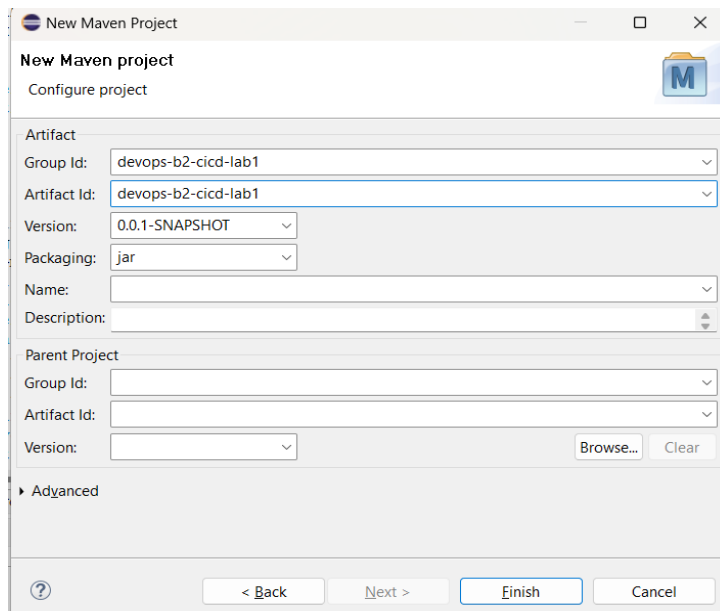 New Maven Project
New Maven project
Configure project
M
Artifact
Group Id: devops-b2-cicd-lab1
Artifact Id: devops-b2-cicd-lab1
Version: 0.0.1-SNAPSHOT
Packaging: jar
Name:
Description:
Parent Project
Group Id:
Artifact Id:
Version: Browse... Clear
Advanced
? < Back Next > Finish Cancel